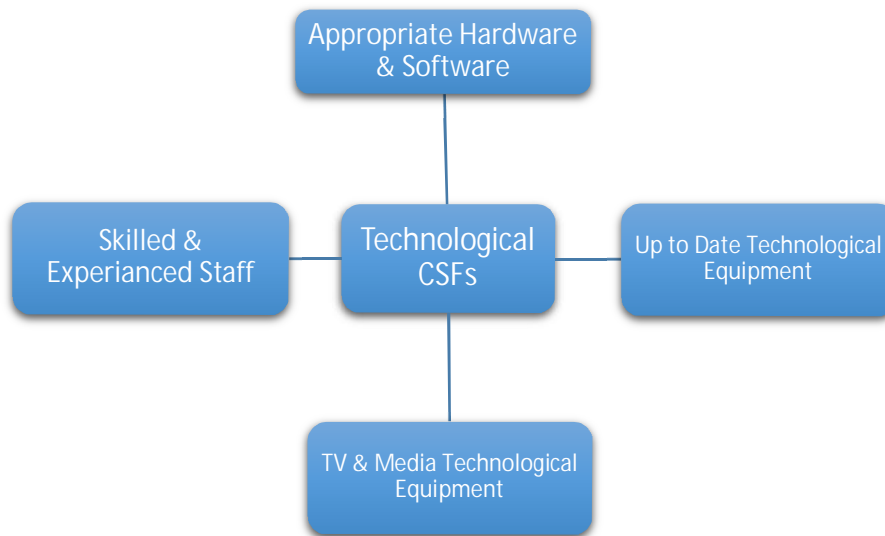 Appropriate Hardware
& Software
Skilled &
Experianced Staff
Technological
CSFs
Up to Date Technological
Equipment
TV & Media Technological
Equipment